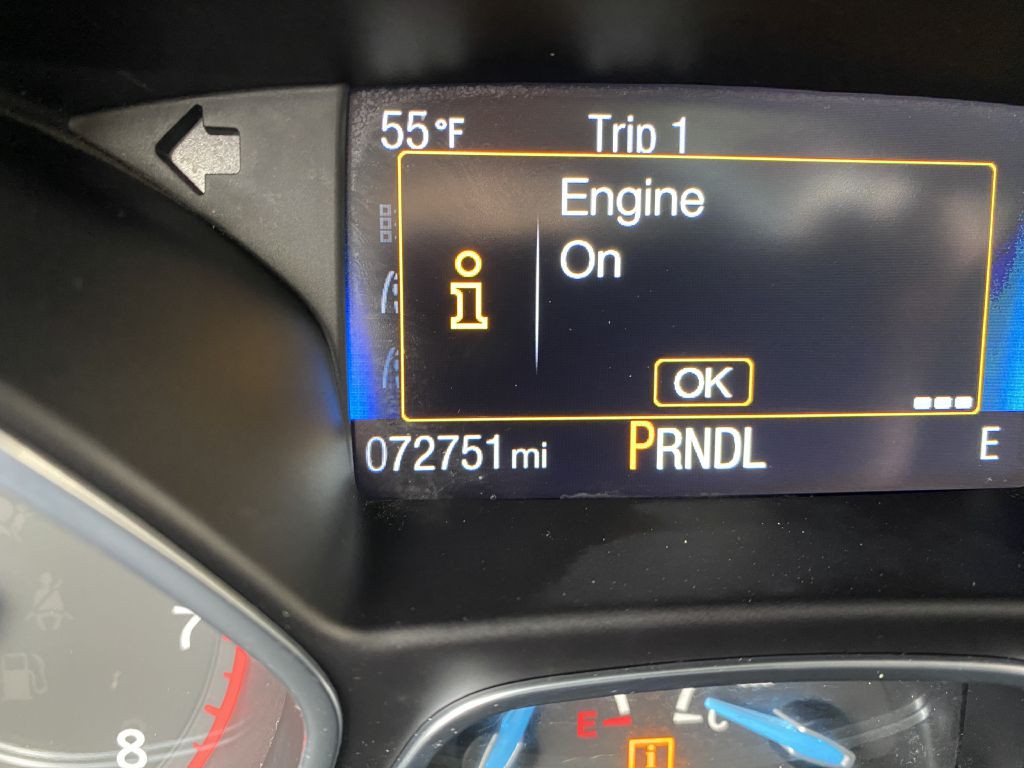 55°F Trip 1
Engine
On
OK
072751 mi PRNDL E
7
8
E
C